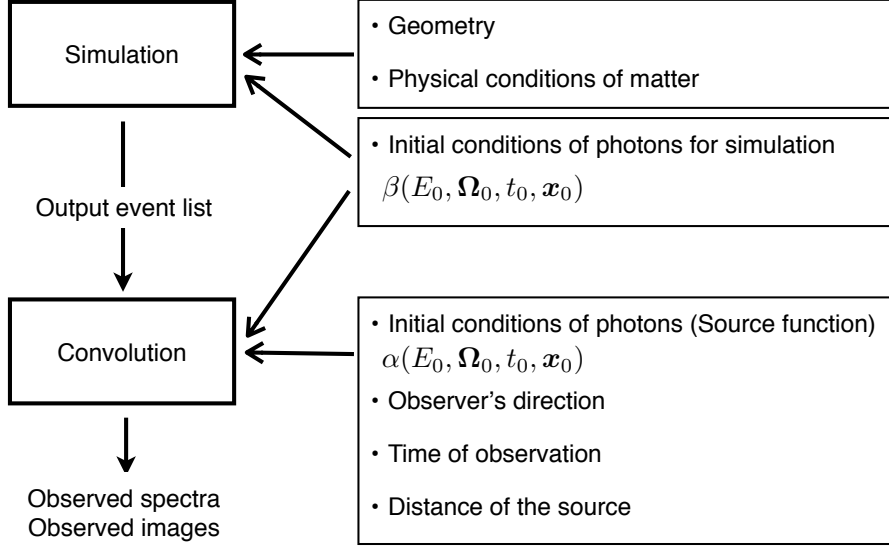 Simulation
・Geometry
・Physical conditions of matter
・Initial conditions of photons for simulation
β(E₀, Ω₀, t₀, x₀)
Output event list
Convolution
・Initial conditions of photons (Source function)
α(E₀, Ω₀, t₀, x₀)
・Observer's direction
・Time of observation
・Distance of the source
Observed spectra
Observed images